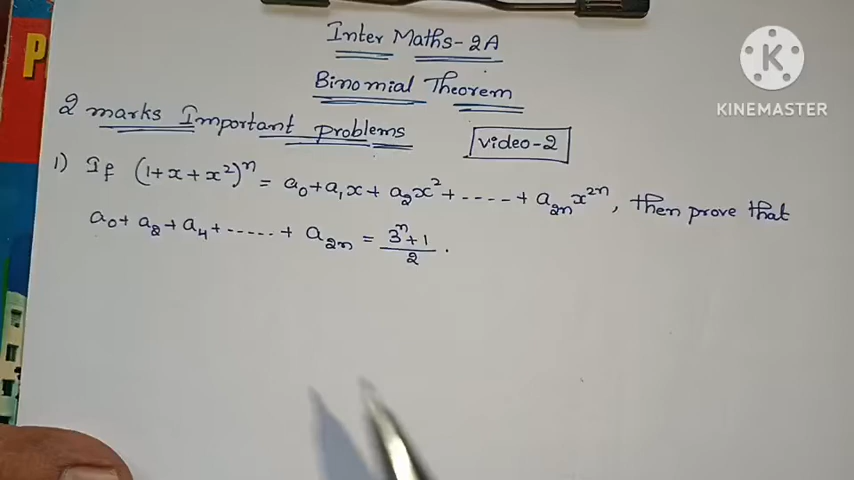 Inter Maths-2A
Binomial Theorem
2 marks Important problems
video-2
1) If (1+x+x²)ⁿ = a₀+a₁x+a₂x²+-----+a₂ₙx²ⁿ, then prove that
a₀+a₂+a₄+-----+a₂ₙ = (3ⁿ+1)/2.
K
KINEMASTER
P